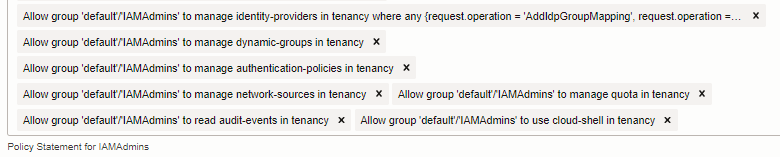 Allow group 'default'/'IAMAdmins' to manage identity-providers in tenancy where any {request.operation = 'AddIdpGroupMapping', request.operation =... ×
Allow group 'default'/'IAMAdmins' to manage dynamic-groups in tenancy ×
Allow group 'default'/'IAMAdmins' to manage authentication-policies in tenancy ×
Allow group 'default'/'IAMAdmins' to manage network-sources in tenancy × Allow group 'default'/'IAMAdmins' to manage quota in tenancy ×
Allow group 'default'/'IAMAdmins' to read audit-events in tenancy × Allow group 'default'/'IAMAdmins' to use cloud-shell in tenancy ×
Policy Statement for IAMAdmins